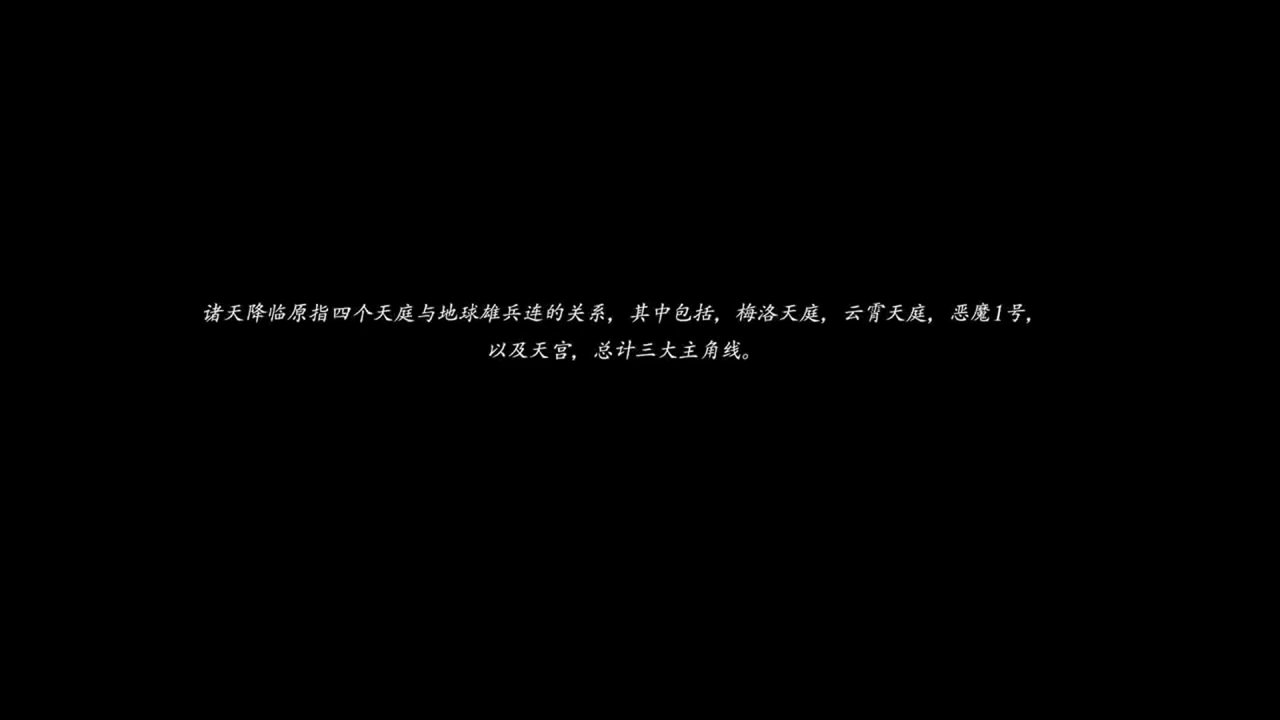 诸天降临原指四个天庭与地球雄兵连的关系，其中包括，梅洛天庭，云霄天庭，恶魔1号，
以及天宫，总计三大主角线。